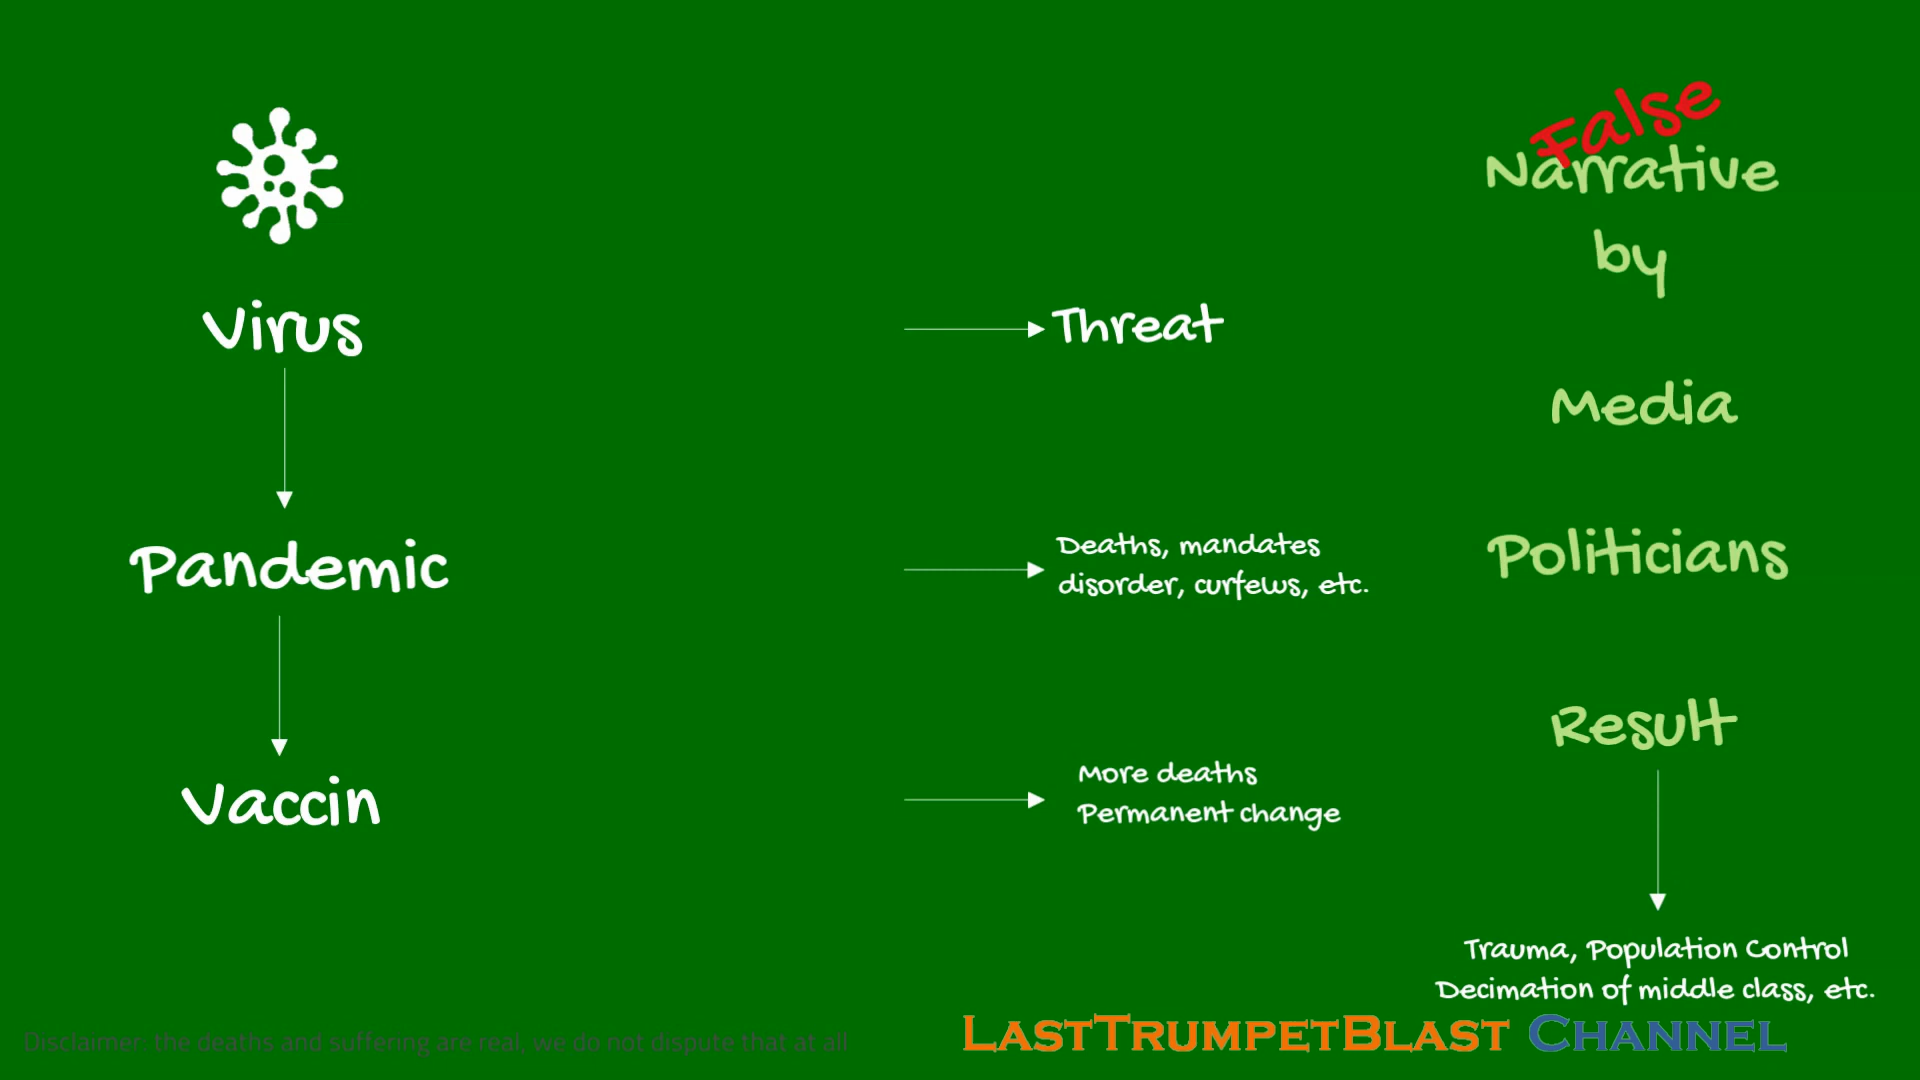 Virus
Threat
Pandemic
Deaths, mandates
disorder, curfews, etc.
Vaccin
More deaths
Permanent change
False
Narrative
by
Media
Politicians
Result
Trauma, Population Control
Decimation of middle class, etc.
Disclaimer: the deaths and suffering are real, we do not dispute that at all
LASTTRUMPETBLAST CHANNEL